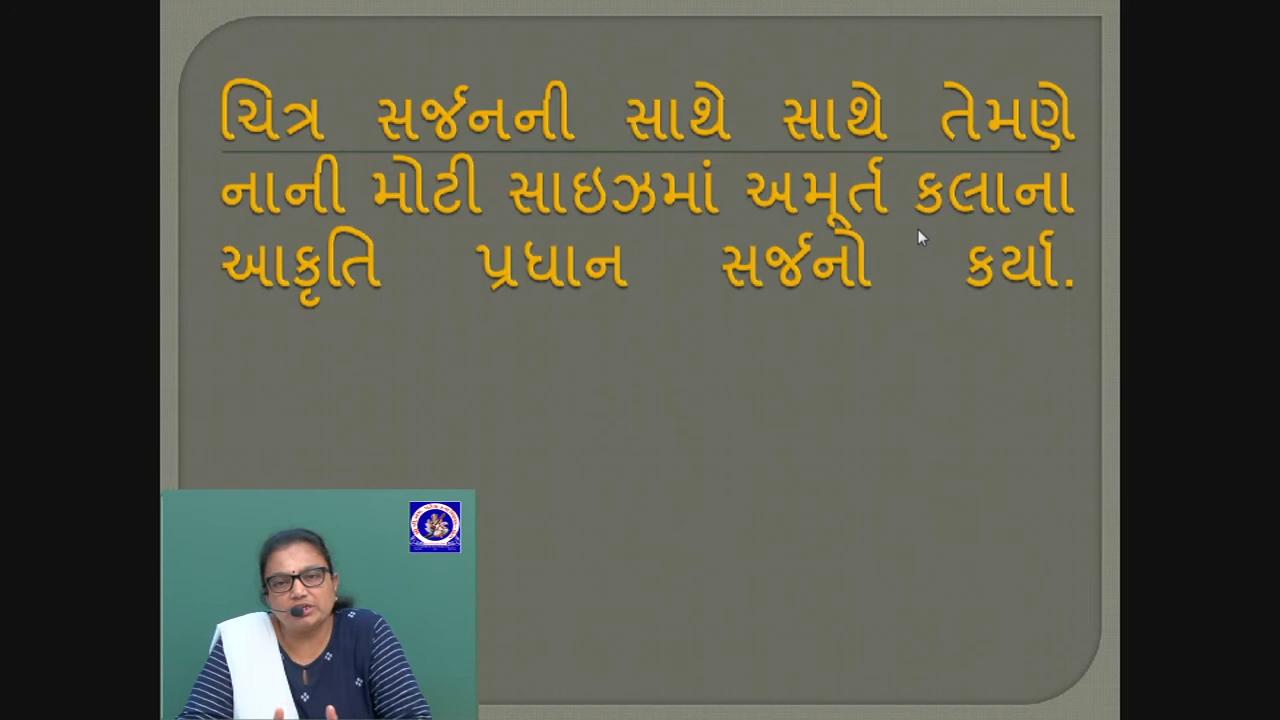 ચિત્ર સર્જનની સાથે સાથે તેમણે
નાની મોટી સાઇઝમાં અમૂર્ત કલાના
આકૃતિ પ્રધાન સર્જનો કર્યા.